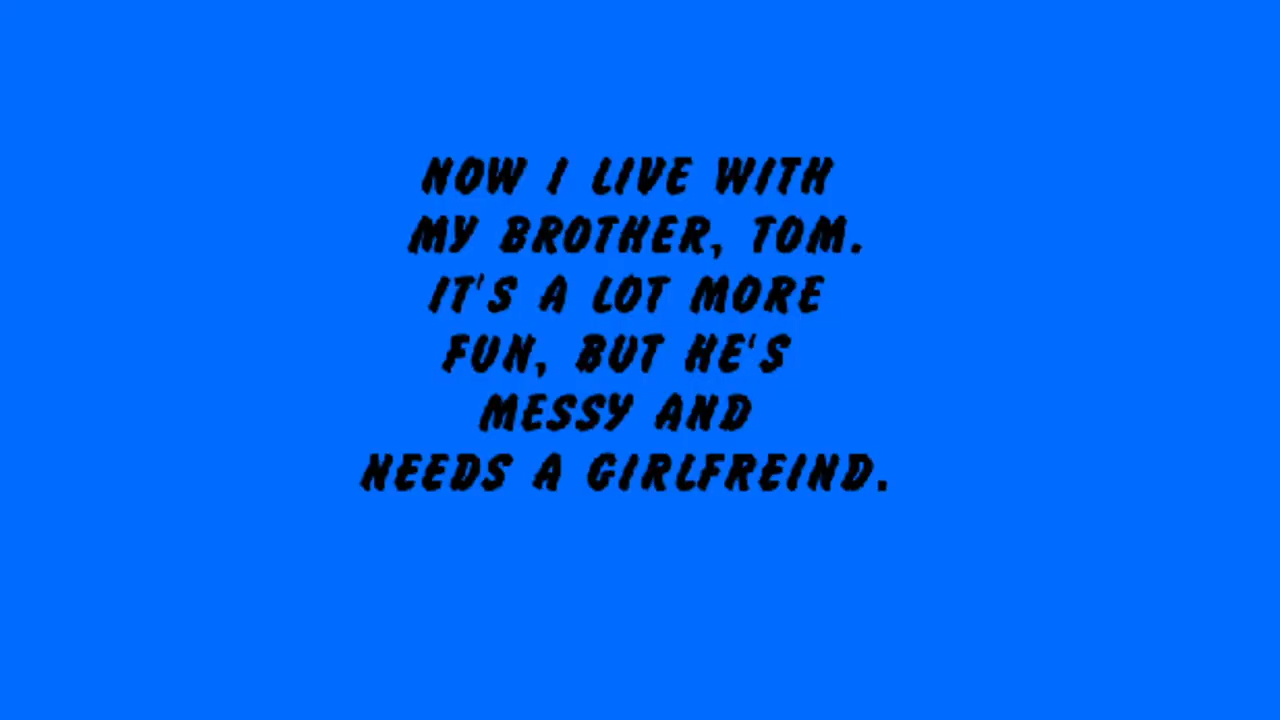 NOW I LIVE WITH
MY BROTHER, TOM.
IT'S A LOT MORE
FUN, BUT HE'S
MESSY AND
NEEDS A GIRLFREIND.